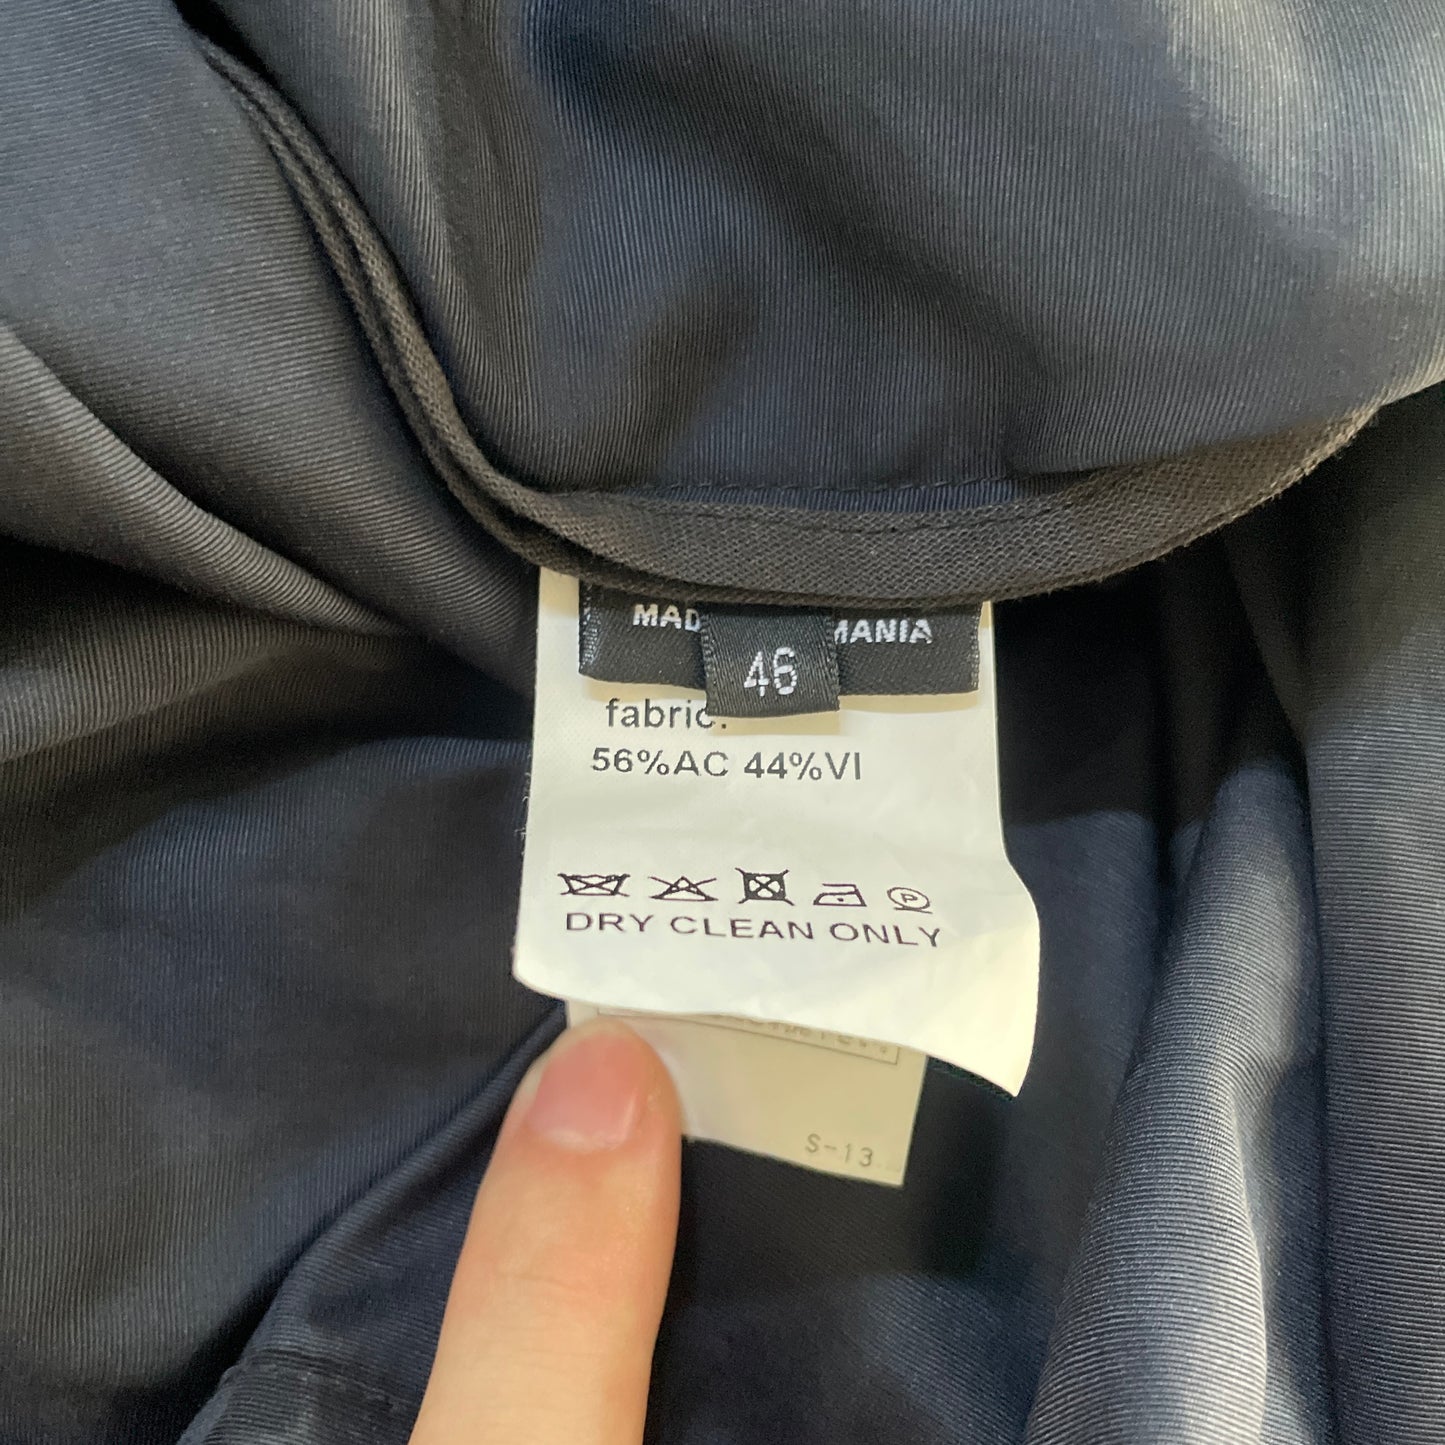 MAD MANIA
46
fabric:
56%AC 44%VI
P
DRY CLEAN ONLY
S-13